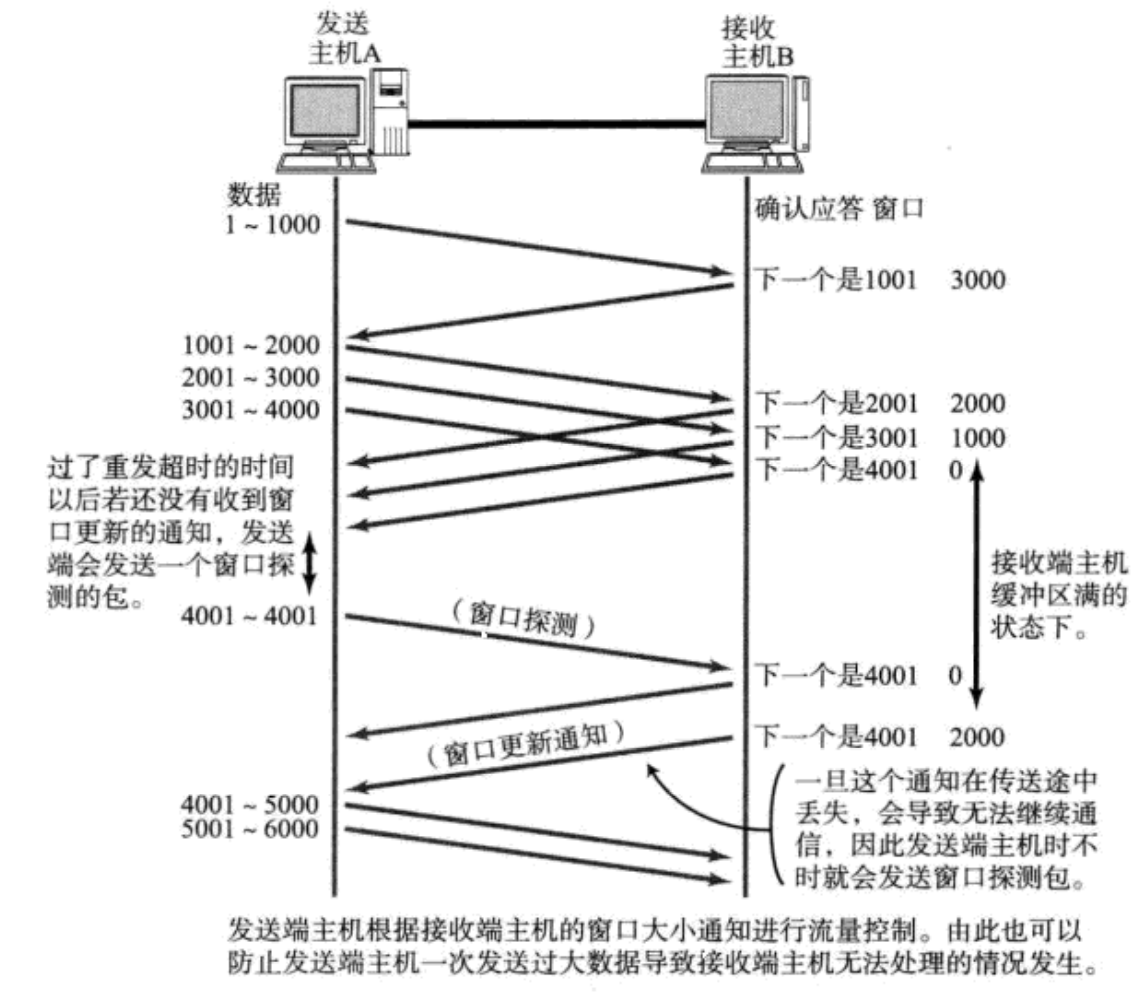 发送
主机A
接收
主机B
数据
1 ~ 1000
确认应答 窗口
下一个是1001 3000
1001 ~ 2000
2001 ~ 3000
3001 ~ 4000
下一个是2001 2000
下一个是3001 1000
下一个是4001 0
过了重发超时的时间
以后若还没有收到窗
口更新的通知，发送
端会发送一个窗口探
测的包。
接收端主机
缓冲区满的
状态下。
4001 ~ 4001
（窗口探测）
下一个是4001 0
（窗口更新通知）
下一个是4001 2000
一旦这个通知在传送途中
丢失，会导致无法继续通
信，因此发送端主机时不
时就会发送窗口探测包。
4001 ~ 5000
5001 ~ 6000
发送端主机根据接收端主机的窗口大小通知进行流量控制。由此也可以
防止发送端主机一次发送过大数据导致接收端主机无法处理的情况发生。